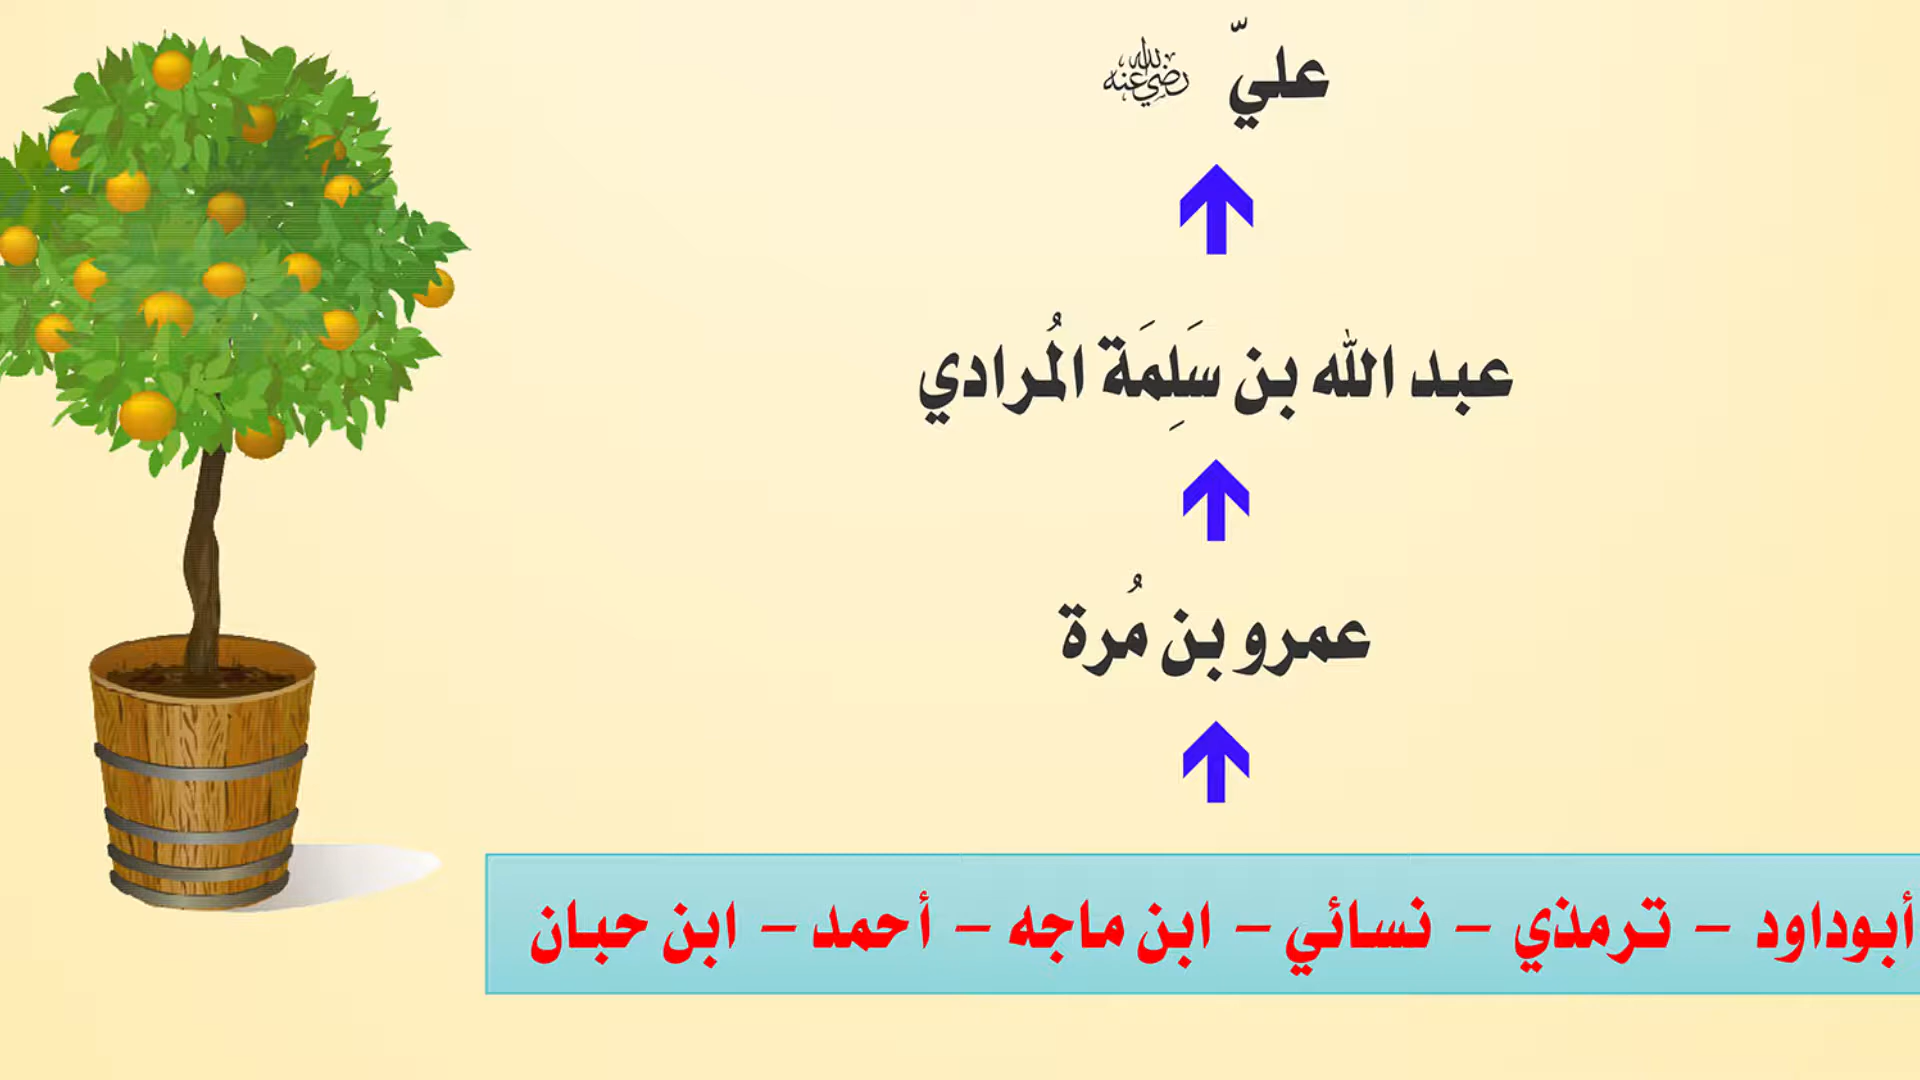 عليّ رضي الله عنه
عبد الله بن سَلِمَة المُرادي
عمرو بن مُرة
أبوداود – ترمذي – نسائي – ابن ماجه – أحمد – ابن حبان